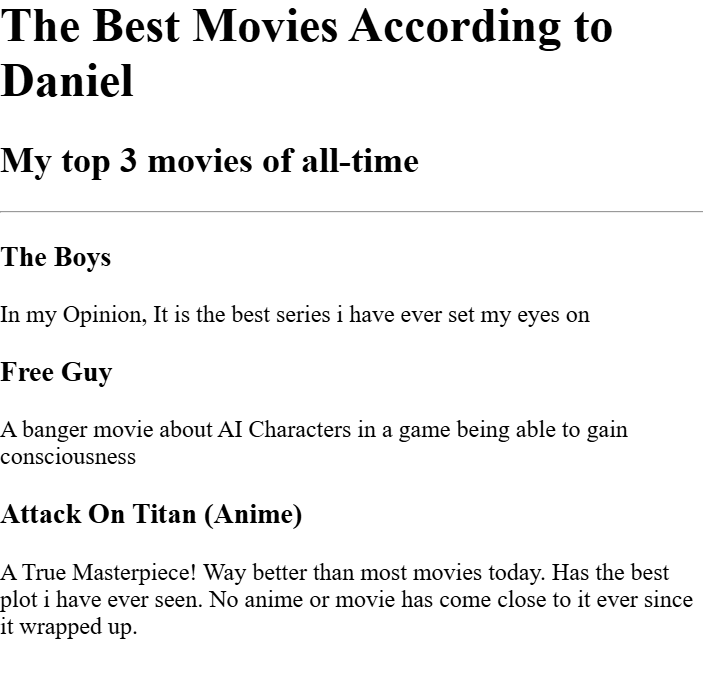 The Best Movies According to
Daniel
My top 3 movies of all-time
The Boys
In my Opinion, It is the best series i have ever set my eyes on
Free Guy
A banger movie about AI Characters in a game being able to gain
consciousness
Attack On Titan (Anime)
A True Masterpiece! Way better than most movies today. Has the best
plot i have ever seen. No anime or movie has come close to it ever since
it wrapped up.